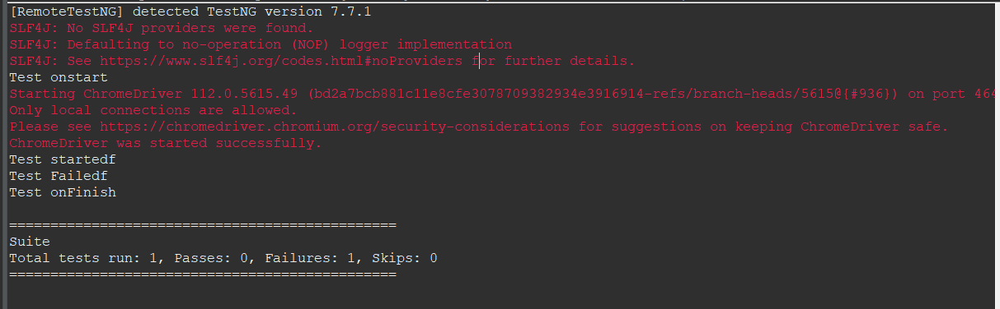 [RemoteTestNG] detected TestNG version 7.7.1
SLF4J: No SLF4J providers were found.
SLF4J: Defaulting to no-operation (NOP) logger implementation
SLF4J: See https://www.slf4j.org/codes.html#noProviders for further details.
Test onstart
Starting ChromeDriver 112.0.5615.49 (bd2a7bcb881c11e8cfe3078709382934e3916914-refs/branch-heads/5615@{#936}) on port 464
Only local connections are allowed.
Please see https://chromedriver.chromium.org/security-considerations for suggestions on keeping ChromeDriver safe.
ChromeDriver was started successfully.
Test startedf
Test Failedf
Test onFinish
===============================================
Suite
Total tests run: 1, Passes: 0, Failures: 1, Skips: 0
===============================================